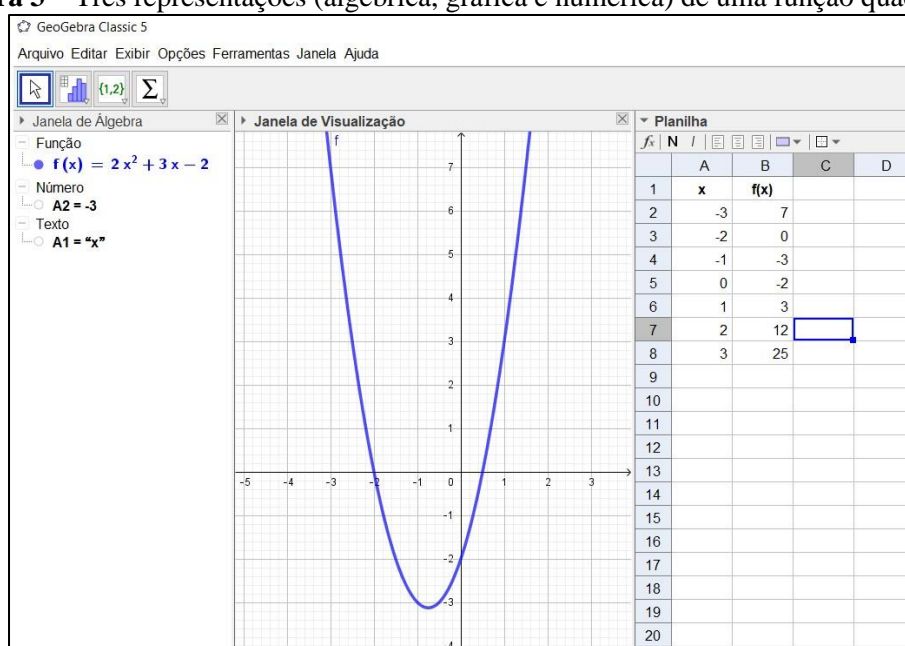 a 3 – Três representações (algébrica, gráfica e numérica) de uma função quad
GeoGebra Classic 5
Arquivo Editar Exibir Opções Ferramentas Janela Ajuda
{1,2} Σ
Janela de Álgebra
Função
f (x) = 2 x² + 3 x − 2
Número
A2 = -3
Texto
A1 = “x”
Janela de Visualização
f
7
6
5
4
3
2
1
-5 -4 -3 -2 -1 0 1 2 3
-1
-2
-3
-4
Planilha
fx N I
A B C D
1 x f(x)
2 -3 7
3 -2 0
4 -1 -3
5 0 -2
6 1 3
7 2 12
8 3 25
9
10
11
12
13
14
15
16
17
18
19
20